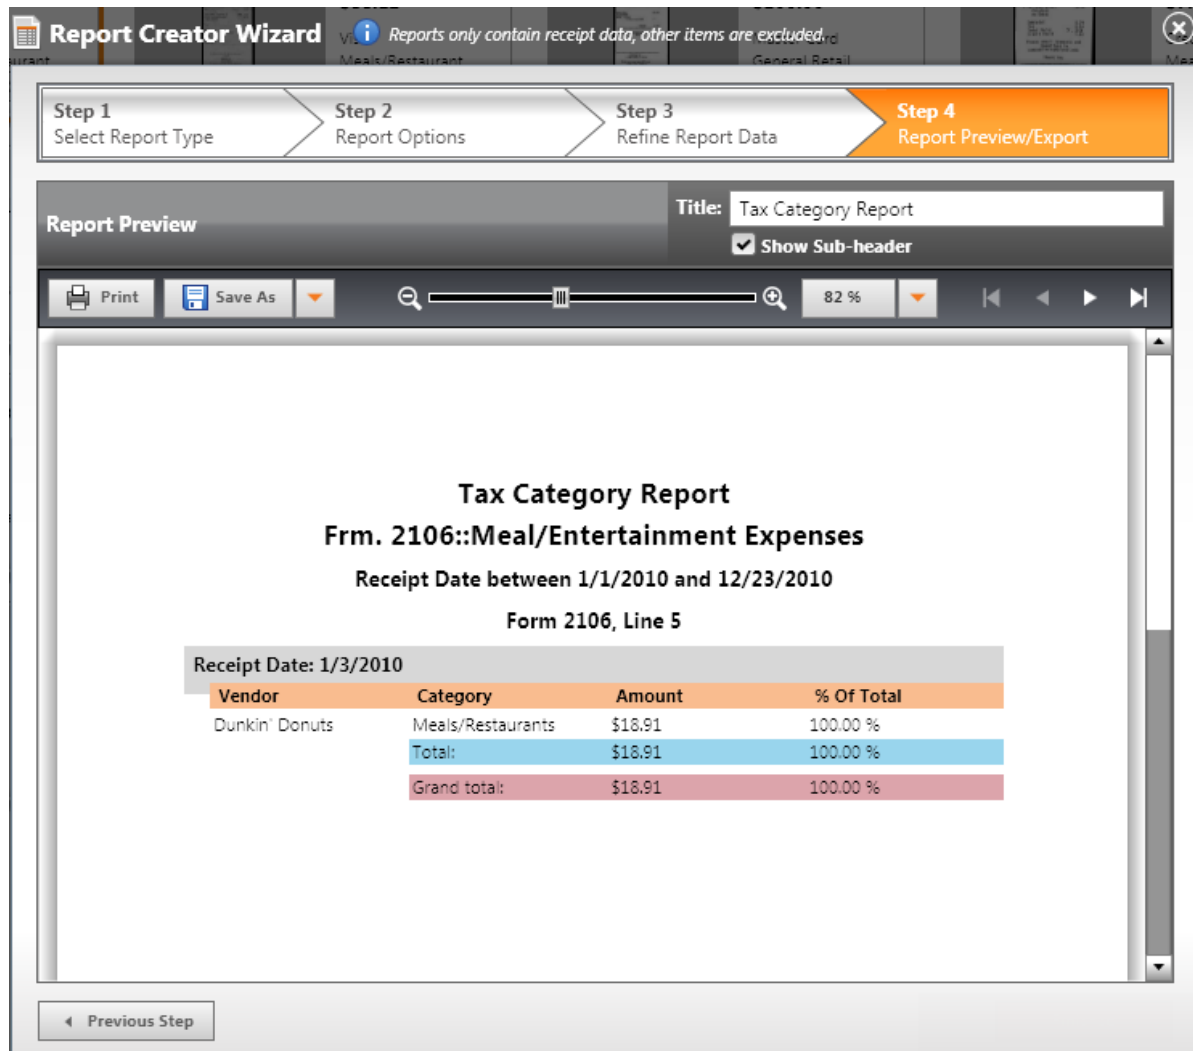 Report Creator Wizard
Reports only contain receipt data, other items are excluded.
Meals/Restaurant
General Retail
Step 1
Select Report Type
Step 2
Report Options
Step 3
Refine Report Data
Step 4
Report Preview/Export
Report Preview
Title: Tax Category Report
Show Sub-header
Print
Save As
82 %
Tax Category Report
Frm. 2106::Meal/Entertainment Expenses
Receipt Date between 1/1/2010 and 12/23/2010
Form 2106, Line 5
Receipt Date: 1/3/2010
Vendor Category Amount % Of Total
Dunkin' Donuts Meals/Restaurants $18.91 100.00 %
Total: $18.91 100.00 %
Grand total: $18.91 100.00 %
Previous Step